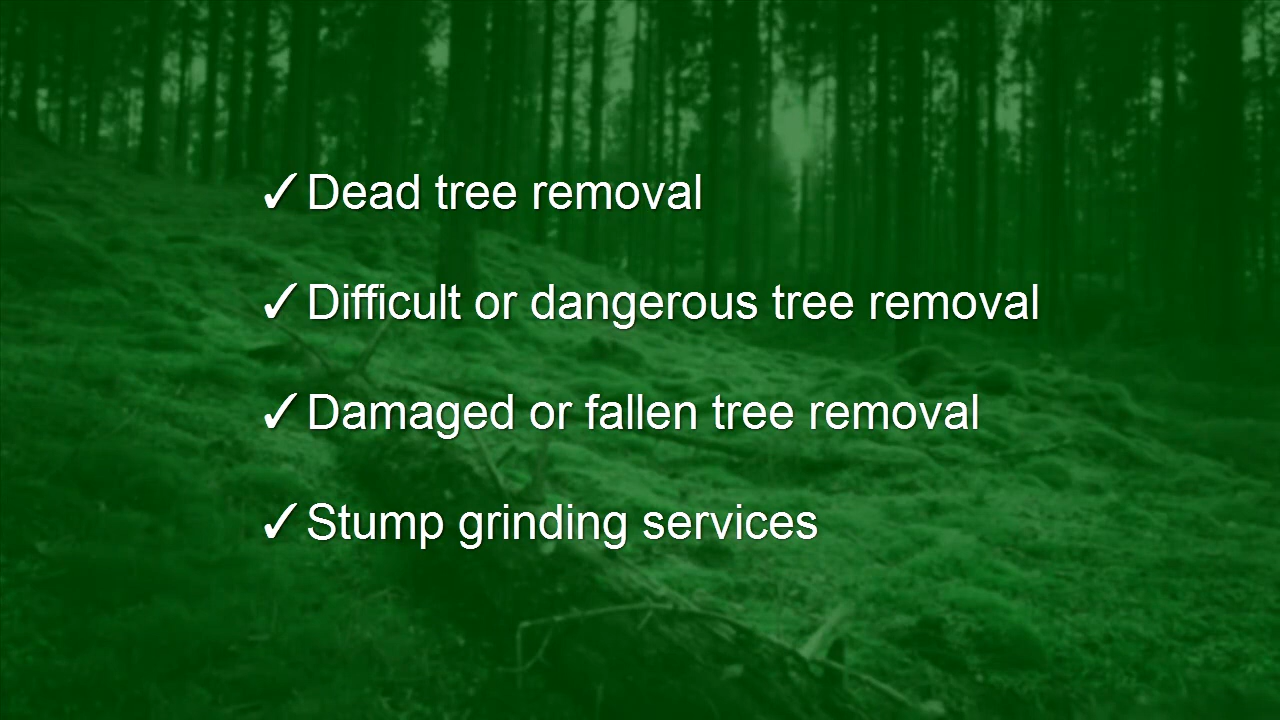 ✓ Dead tree removal
✓ Difficult or dangerous tree removal
✓ Damaged or fallen tree removal
✓ Stump grinding services